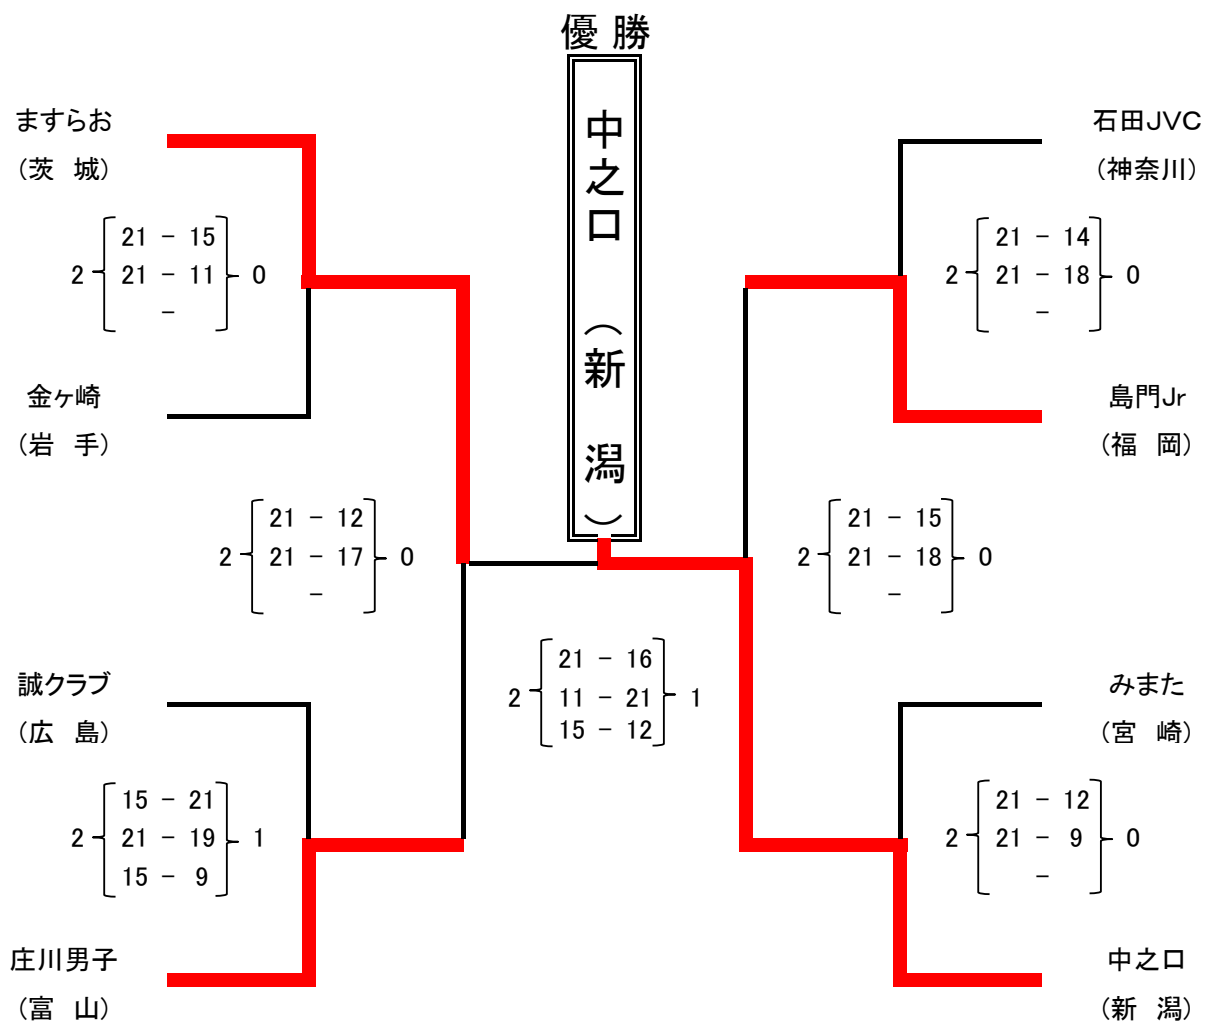 優勝
中之口（新潟）
ますらお
（茨　城）
2 21 － 15 0
21 － 11
－
金ヶ崎
（岩　手）
2 21 － 12 0
21 － 17
－
誠クラブ
（広　島）
2 15 － 21 1
21 － 19
15 － 9
庄川男子
（富　山）
2 21 － 16 1
11 － 21
15 － 12
石田JVC
（神奈川）
2 21 － 14 0
21 － 18
－
島門Jr
（福　岡）
2 21 － 15 0
21 － 18
－
みまた
（宮　崎）
2 21 － 12 0
21 － 9
－
中之口
（新　潟）